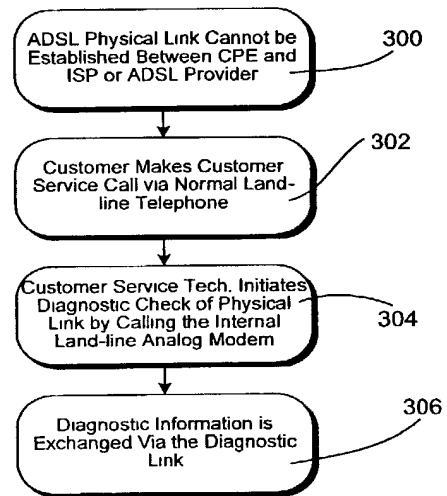 ADSL Physical Link Cannot be
Established Between CPE and
ISP or ADSL Provider
300
Customer Makes Customer
Service Call via Normal Land-
line Telephone
302
Customer Service Tech. Initiates
Diagnostic Check of Physical
Link by Calling the Internal
Land-line Analog Modem
304
Diagnostic Information is
Exchanged Via the Diagnostic
Link
306